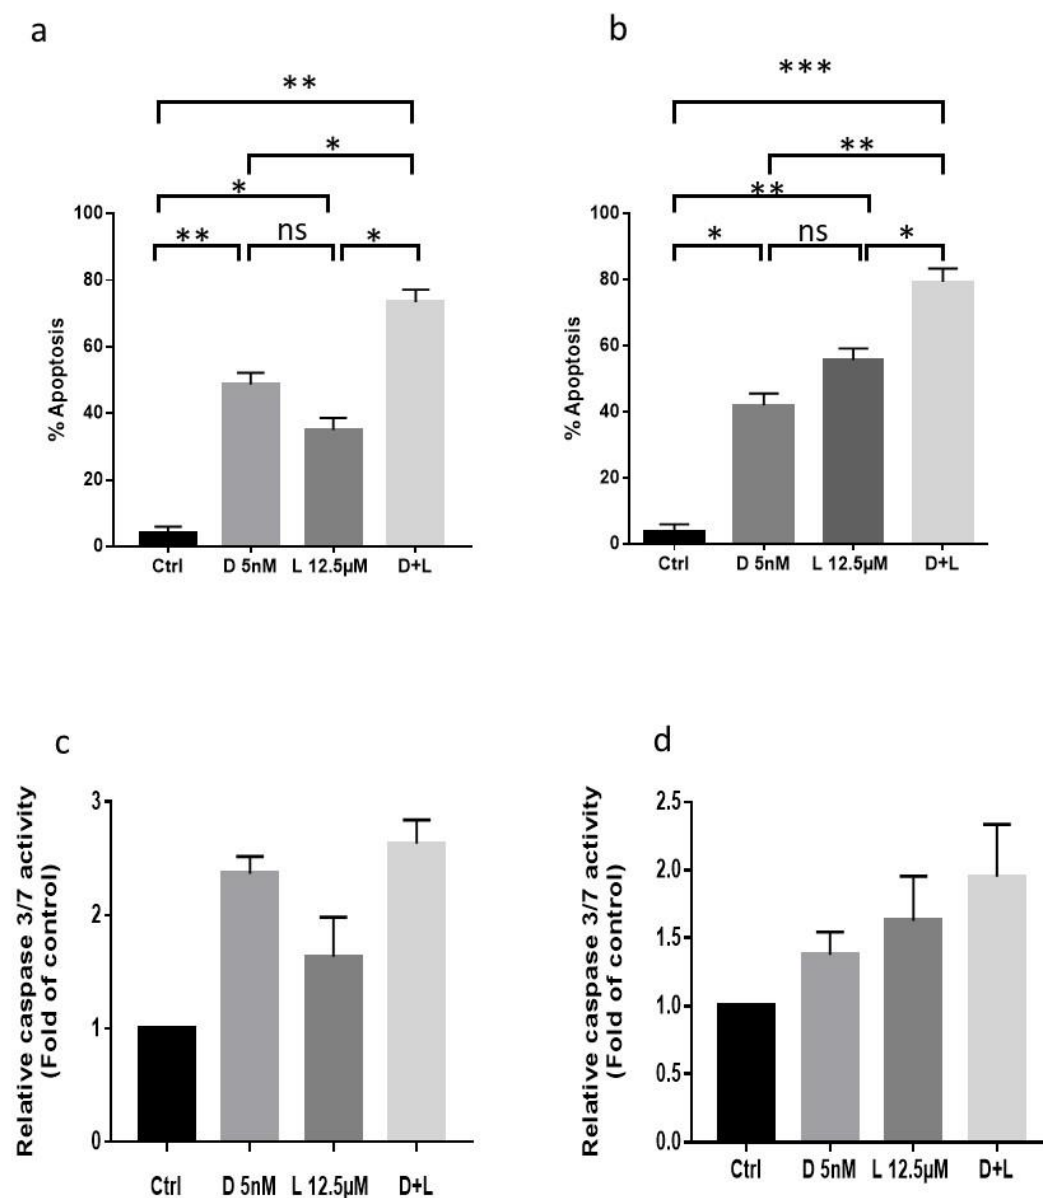 a
**
*
*
** ns *
100
80
60
40
20
0
% Apoptosis
Ctrl D 5nM L 12.5µM D+L
b
***
**
**
* ns *
100
80
60
40
20
0
% Apoptosis
Ctrl D 5nM L 12.5µM D+L
c
3
2
1
0
Relative caspase 3/7 activity
(Fold of control)
Ctrl D 5nM L 12.5µM D+L
d
2.5
2.0
1.5
1.0
0.5
0.0
Relative caspase 3/7 activity
(Fold of control)
Ctrl D 5nM L 12.5µM D+L